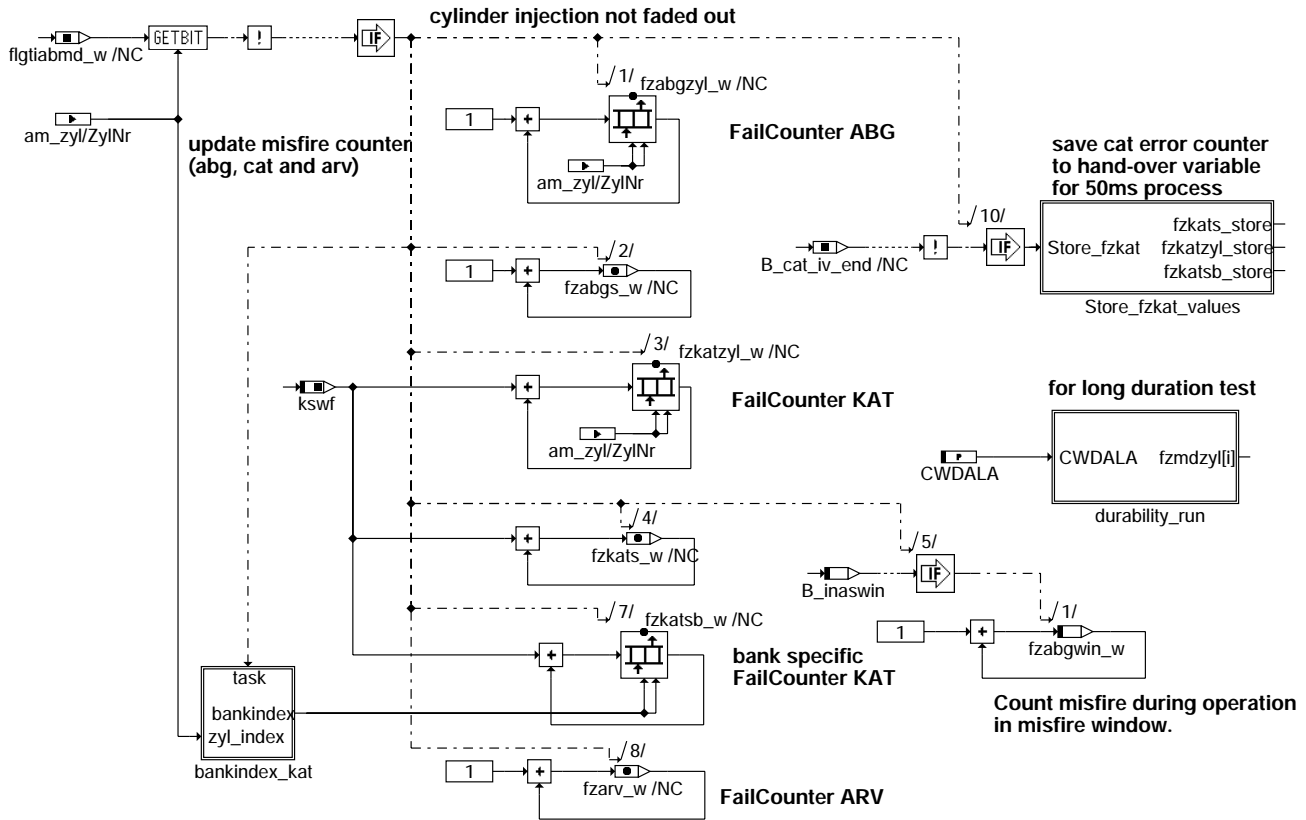 cylinder injection not faded out
GETBIT
!
IF
flgtiabmd_w /NC
/1/
fzabgzyl_w /NC
1
+
FailCounter ABG
am_zyl/ZylNr
update misfire counter
(abg, cat and arv)
am_zyl/ZylNr
save cat error counter
to hand-over variable
for 50ms process
/10/
B_cat_iv_end /NC
!
IF
Store_fzkat
fzkats_store
fzkatzyl_store
fzkatsb_store
Store_fzkat_values
/2/
1
+
fzabgs_w /NC
/3/
fzkatzyl_w /NC
kswf
+
FailCounter KAT
am_zyl/ZylNr
for long duration test
P
CWDALA
CWDALA
fzmdzyl[i]
durability_run
/4/
+
fzkats_w /NC
/5/
B_inaswin
IF
/1/
1
+
fzabgwin_w
Count misfire during operation
in misfire window.
/7/
fzkatsb_w /NC
+
bank specific
FailCounter KAT
task
bankindex
zyl_index
bankindex_kat
/8/
1
+
fzarv_w /NC
FailCounter ARV